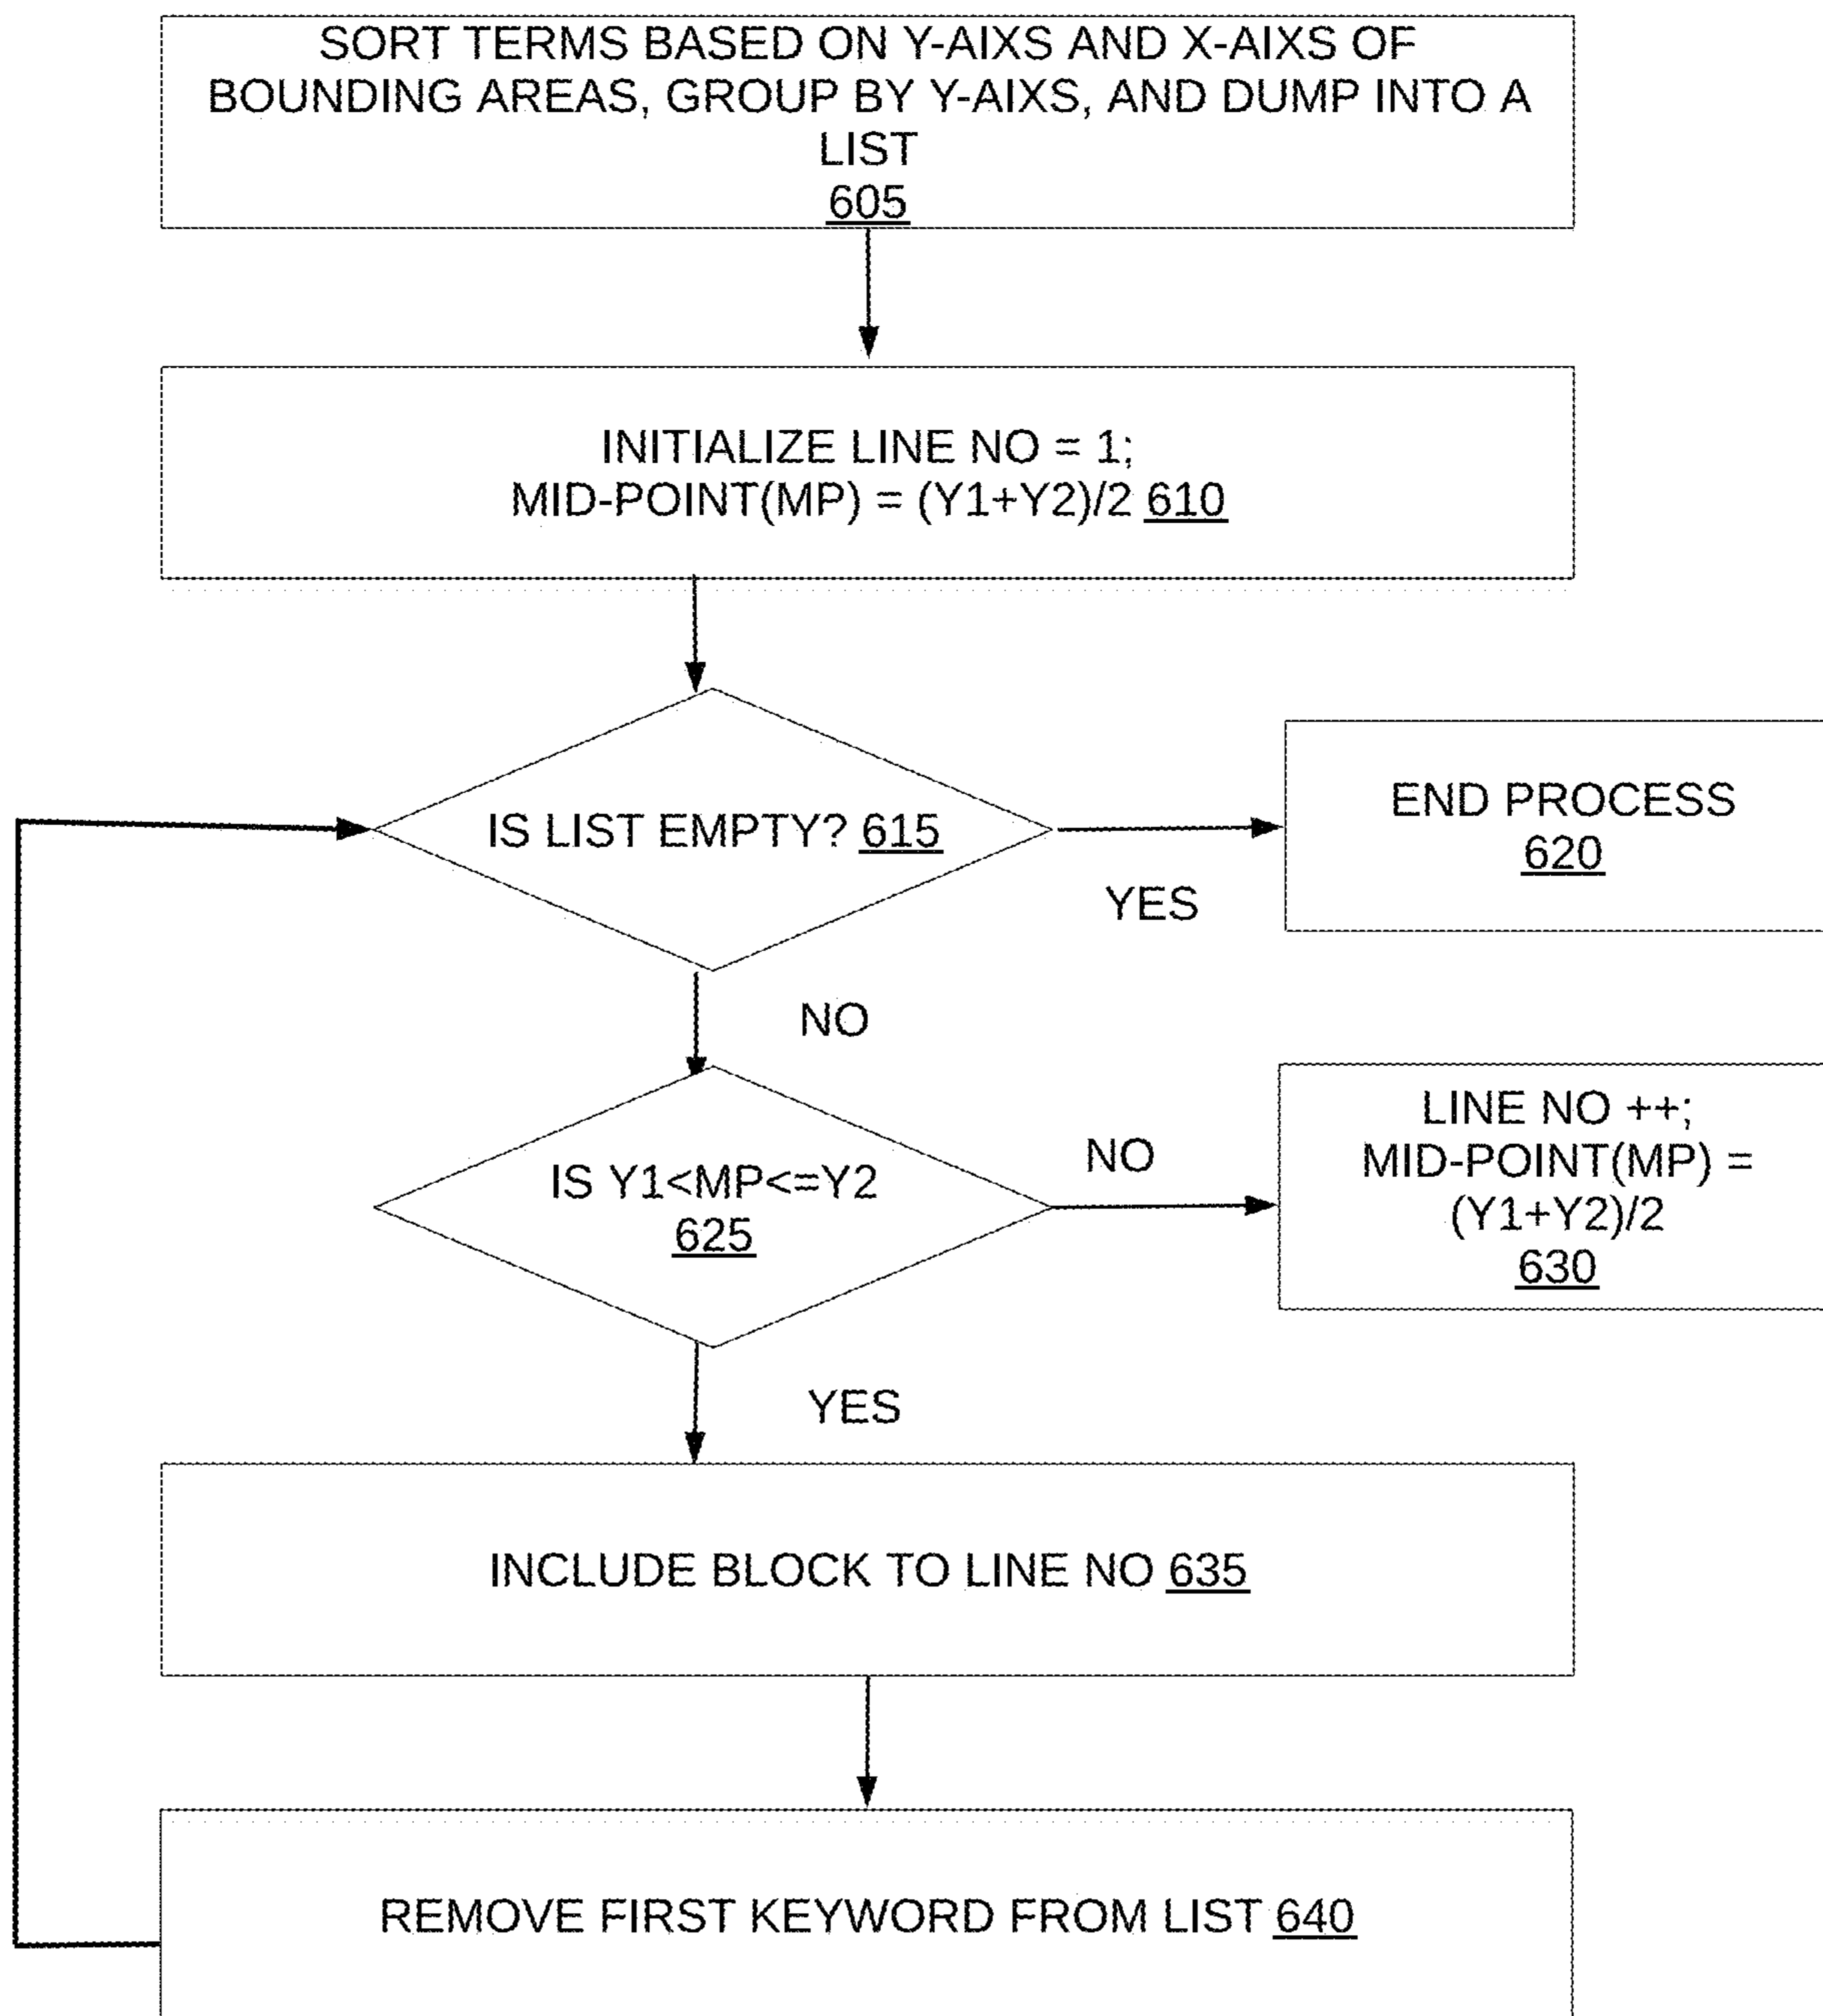 SORT TERMS BASED ON Y-AIXS AND X-AIXS OF
BOUNDING AREAS, GROUP BY Y-AIXS, AND DUMP INTO A
LIST
605
INITIALIZE LINE NO = 1;
MID-POINT(MP) = (Y1+Y2)/2 610
IS LIST EMPTY? 615
YES
END PROCESS
620
NO
IS Y1<MP<=Y2
625
NO
LINE NO ++;
MID-POINT(MP) =
(Y1+Y2)/2
630
YES
INCLUDE BLOCK TO LINE NO 635
REMOVE FIRST KEYWORD FROM LIST 640